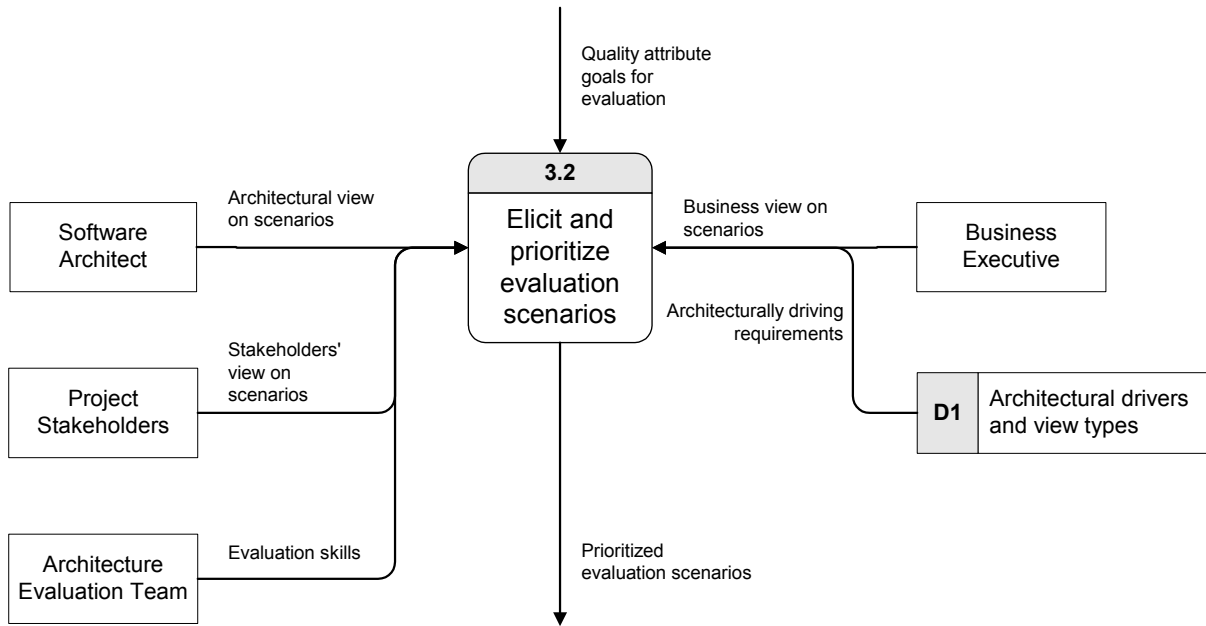 Quality attribute
goals for
evaluation
3.2
Elicit and
prioritize
evaluation
scenarios
Architectural view
on scenarios
Software
Architect
Business view on
scenarios
Business
Executive
Architecturally driving
requirements
Stakeholders'
view on
scenarios
Project
Stakeholders
D1
Architectural drivers
and view types
Evaluation skills
Architecture
Evaluation Team
Prioritized
evaluation scenarios